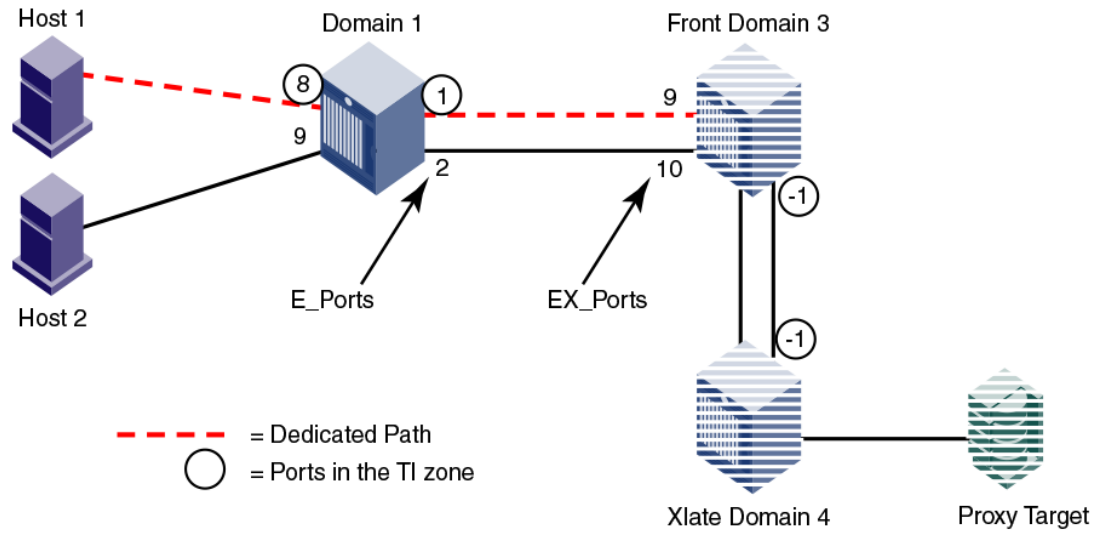 Host 1
Domain 1
Front Domain 3
8
1
9
9
2
10
-1
E_Ports
EX_Ports
Host 2
-1
= Dedicated Path
= Ports in the TI zone
Xlate Domain 4
Proxy Target